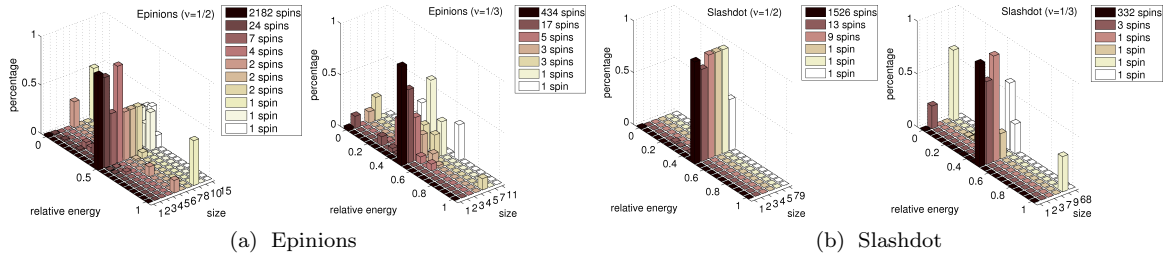 Epinions (ν=1/2)
2182 spins
24 spins
7 spins
4 spins
2 spins
2 spins
2 spins
1 spin
1 spin
1 spin
percentage
1
0.5
0
0
0.5
1
relative energy
1 2 3 4 5 6 7 8 10 15
size
Epinions (ν=1/3)
434 spins
17 spins
5 spins
3 spins
3 spins
1 spins
1 spin
percentage
1
0.5
0
0
0.2
0.4
0.6
0.8
1
relative energy
1 2 3 4 5 7 11
size
(a) Epinions
Slashdot (ν=1/2)
1526 spins
13 spins
9 spins
1 spin
1 spin
1 spin
percentage
1
0.5
0
0
0.2
0.4
0.6
0.8
1
relative energy
1 2 3 4 5 79
size
Slashdot (ν=1/3)
332 spins
3 spins
1 spins
1 spin
1 spin
1 spin
percentage
1
0.5
0
0
0.2
0.4
0.6
0.8
1
relative energy
1 2 3 7 9 68
size
(b) Slashdot